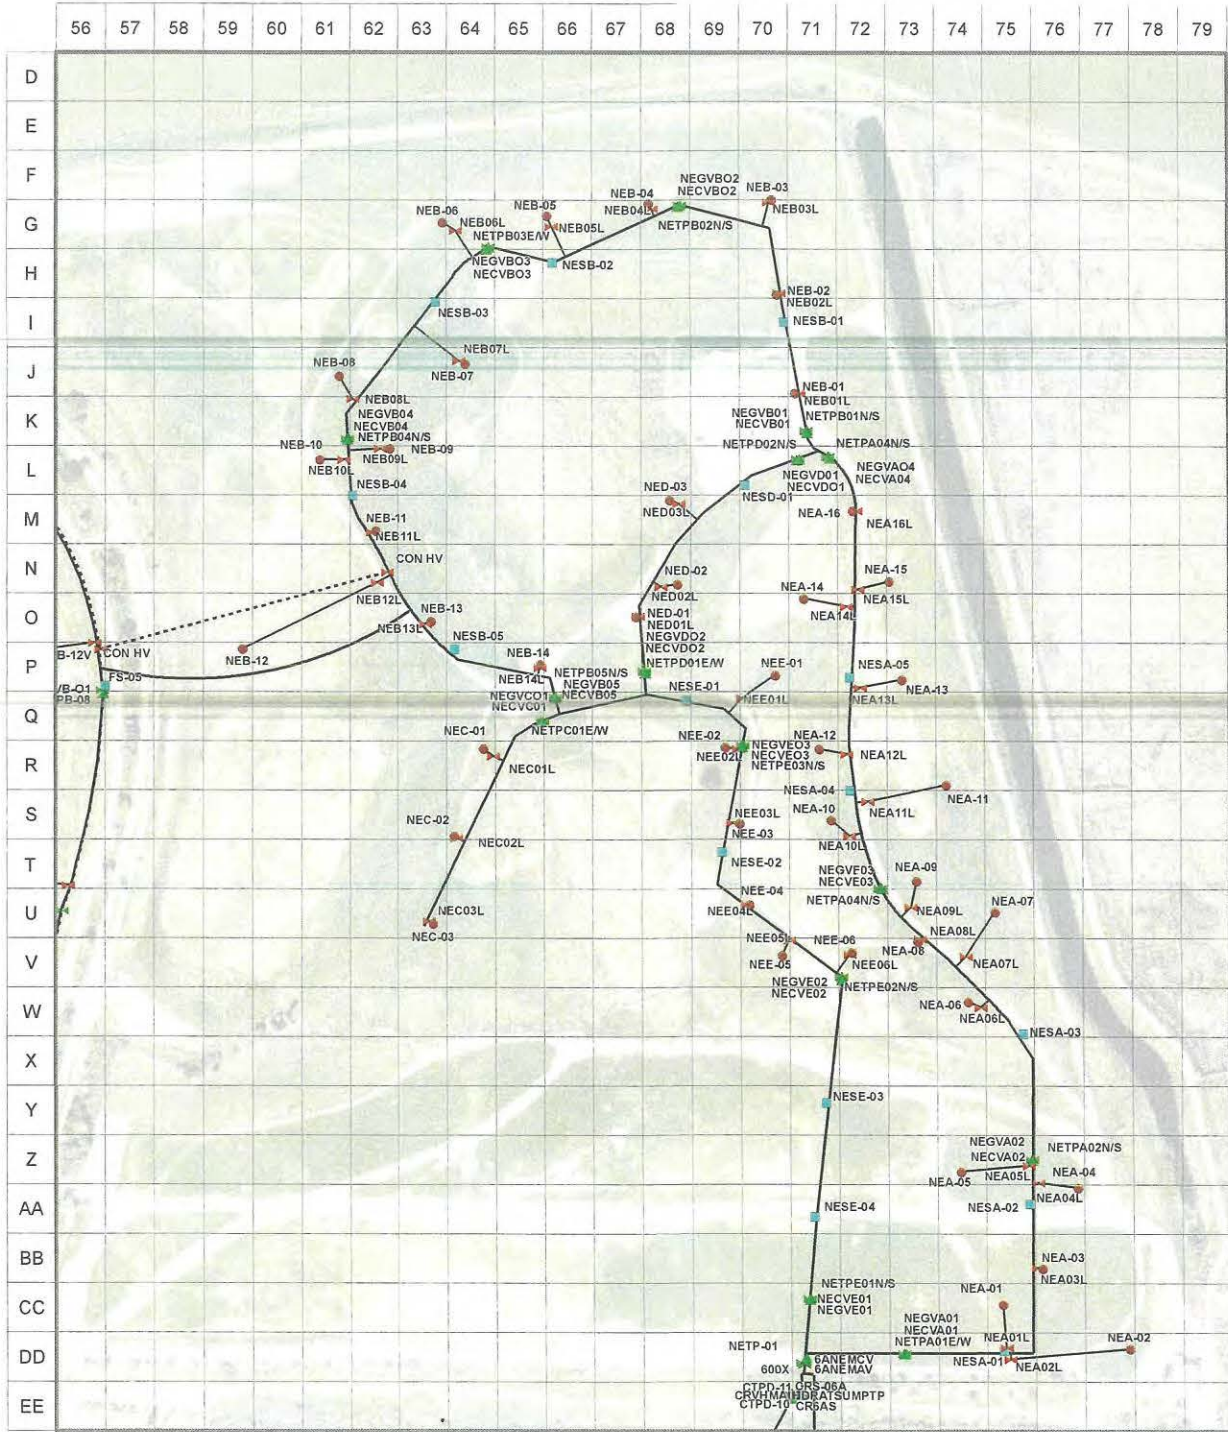 56 57 58 59 60 61 62 63 64 65 66 67 68 69 70 71 72 73 74 75 76 77 78 79
D
E
F
NEGVBO2
NECVBO2
NEB-04
NEB04L
NETPB02N/S
NEB-03
NEB03L
G
NEB-06
NEB06L
NEB-05
NEB05L
NETPB03E/W
H
NEGVBO3
NECVBO3
NESB-02
NEB-02
NEB02L
I
NESB-03
NESB-01
J
NEB-08
NEB07L
NEB-07
NEB-01
NEB01L
K
NEB08L
NEGVB04
NECVB04
NETPB04N/S
NEGVB01
NECVB01
NETPB01N/S
L
NEB-10
NEB-09
NEB09L
NEB10L
NESB-04
NETPD02N/S
NETPA04N/S
NEGVD01
NECVDO1
NEGVAO4
NECVA04
NESD-01
M
NED-03
NED03L
NEB-11
NEB11L
NEA-16
NEA16L
N
CON HV
NEB12L
NED-02
NED02L
NEA-14
NEA-15
NEA15L
O
NEB-13
NEB13L
NED-01
NED01L
NEGVDO2
NECVDO2
NEA14L
P
B-12V
CON HV
FS-05
NEB-12
NESB-05
NEB-14
NEB14L
NETPB05N/S
NEGVB05
NECVB05
NETPD01E/W
NEE-01
NESA-05
NEA13L
NEA-13
/B-O1
PB-08
NEGVCO1
NECVC01
NESE-01
NEE01L
Q
NETPC01E/W
NEC-01
NEE-02
NEE02L
NEGVEO3
NECVEO3
NETPE03N/S
NEA-12
NEA12L
R
NEC01L
NESA-04
NEA11L
NEA-11
S
NEC-02
NEC02L
NEE03L
NEE-03
NEA-10
NEA10L
T
NESE-02
NEGVF03
NECVE03
NETPA04N/S
NEA-09
NEA09L
U
NEC03L
NEC-03
NEE-04
NEE04L
NEA-07
NEA08L
V
NEE05L
NEE-05
NEE-06
NEE06L
NEA-08
NEA07L
NEGVE02
NECVE02
NETPE02N/S
W
NEA-06
NEA06L
NESA-03
X
Y
NESE-03
Z
NEGVA02
NECVA02
NETPA02N/S
NEA-05
NEA05L
NEA-04
NEA04L
AA
NESE-04
NESA-02
BB
NEA-03
NEA03L
CC
NETPE01N/S
NECVE01
NEGVE01
NEA-01
NEGVA01
NECVA01
NETPA01E/W
NEA01L
DD
NETP-01
600X
6ANEMCV
6ANEMAV
NESA-01
NEA02L
NEA-02
EE
CTPD-11
CTPD-10
CR6AS